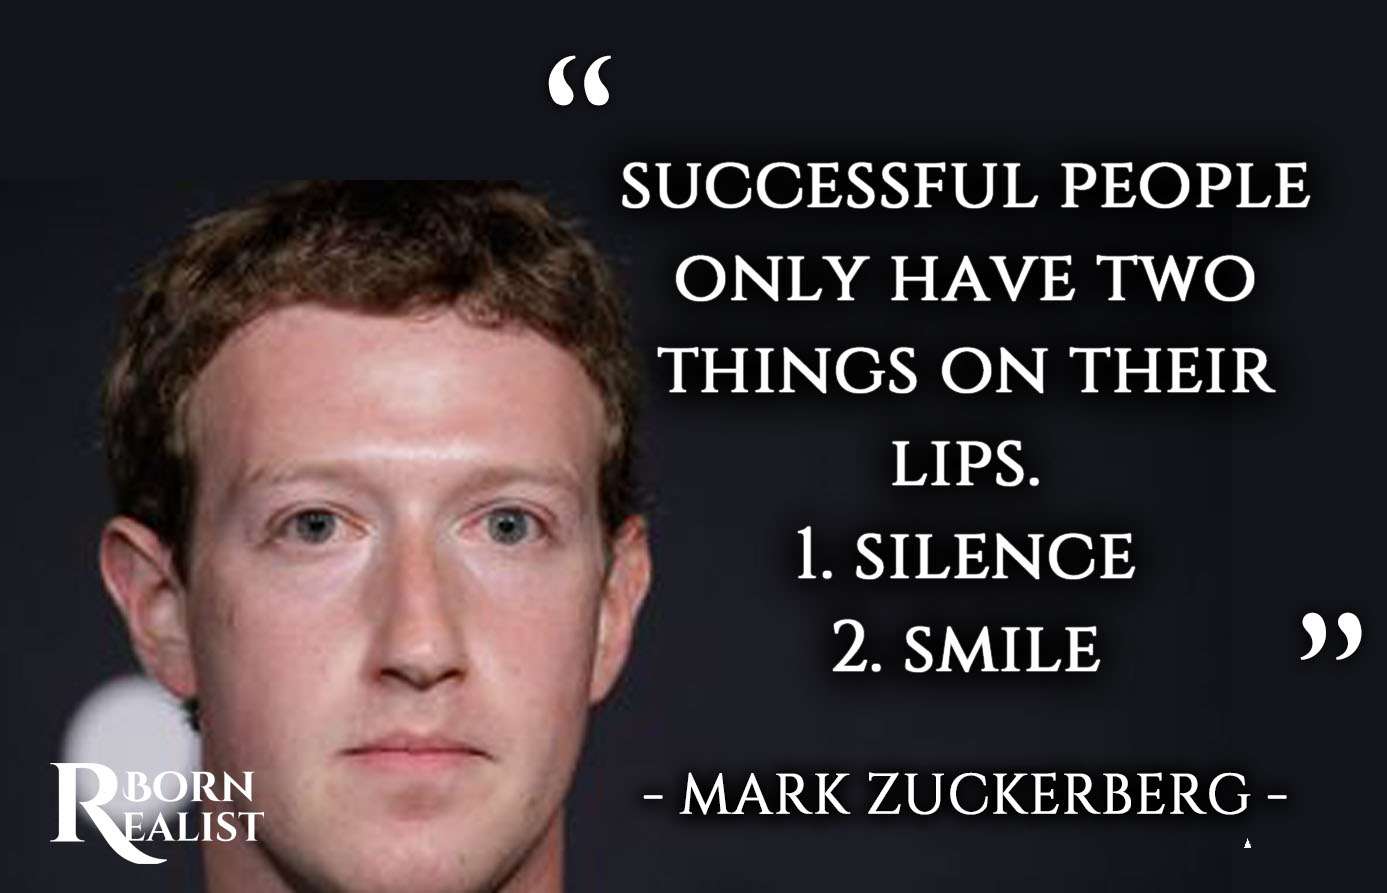 “
SUCCESSFUL PEOPLE
ONLY HAVE TWO
THINGS ON THEIR
LIPS.
1. SILENCE
2. SMILE
”
- MARK ZUCKERBERG -
BORN
REALIST